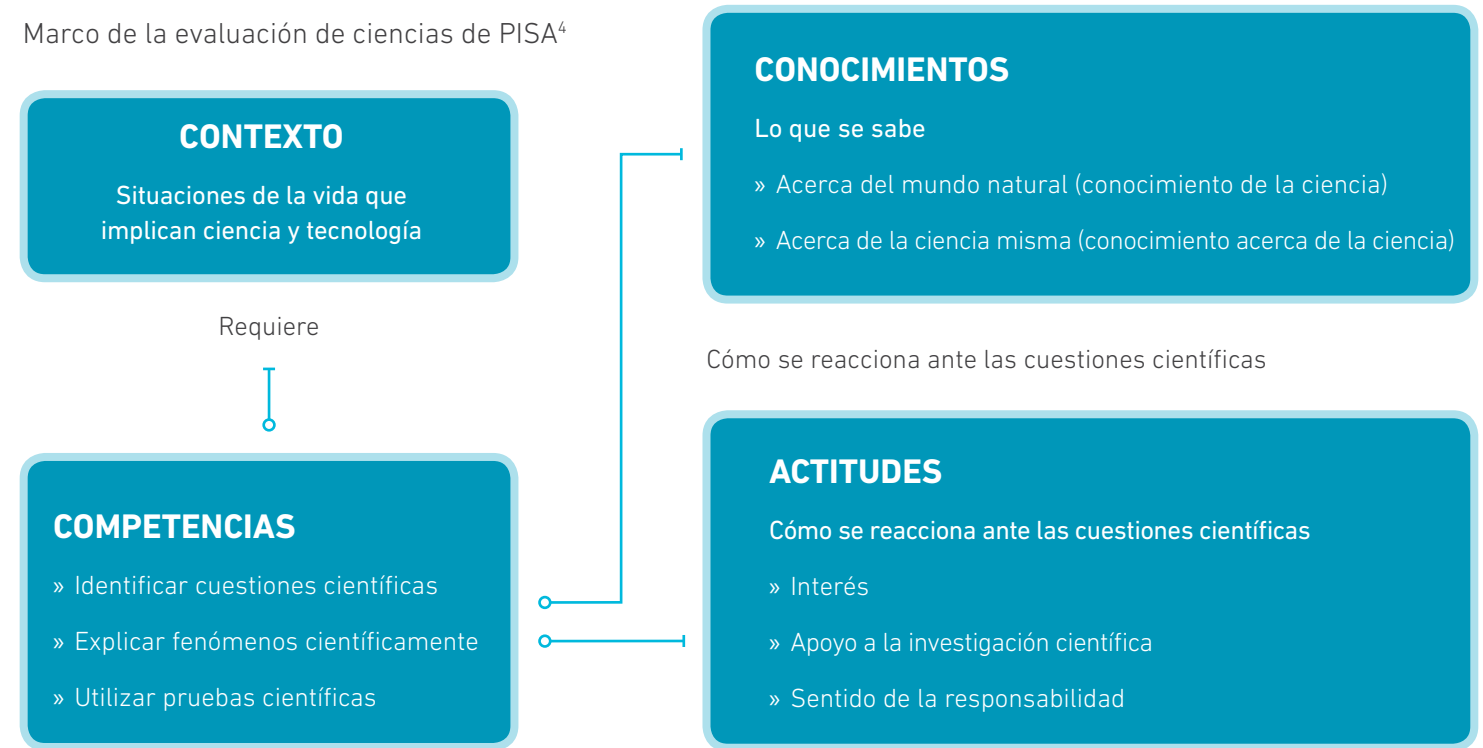 Marco de la evaluación de ciencias de PISA⁴
CONTEXTO
Situaciones de la vida que
implican ciencia y tecnología
Requiere
COMPETENCIAS
» Identificar cuestiones científicas
» Explicar fenómenos científicamente
» Utilizar pruebas científicas
CONOCIMIENTOS
Lo que se sabe
» Acerca del mundo natural (conocimiento de la ciencia)
» Acerca de la ciencia misma (conocimiento acerca de la ciencia)
Cómo se reacciona ante las cuestiones científicas
ACTITUDES
Cómo se reacciona ante las cuestiones científicas
» Interés
» Apoyo a la investigación científica
» Sentido de la responsabilidad